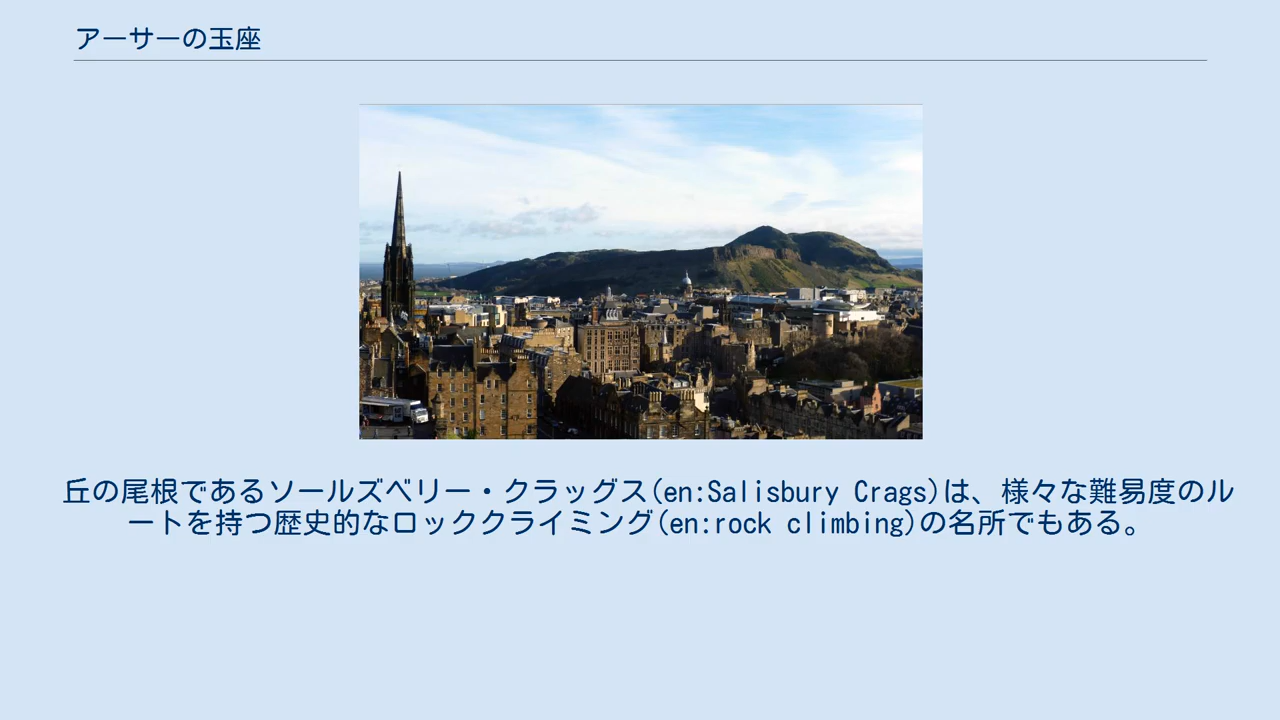 アーサーの玉座
丘の尾根であるソールズベリー・クラッグス(en:Salisbury Crags)は、様々な難易度のル
ートを持つ歴史的なロッククライミング(en:rock climbing)の名所でもある。